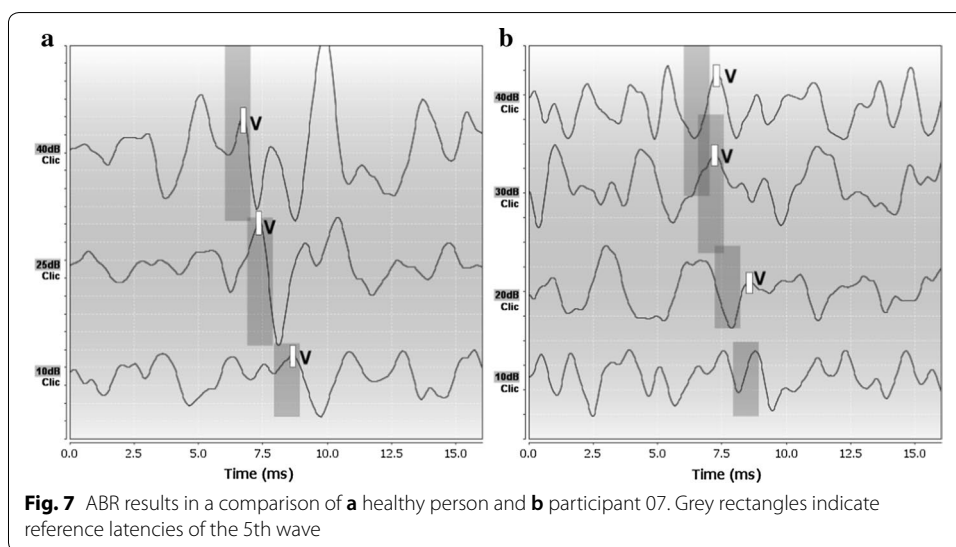 a
V
40dB
Clic
V
25dB
Clic
V
10dB
Clic
0.0 2.5 5.0 7.5 10.0 12.5 15.0
Time (ms)
b
V
40dB
Clic
V
30dB
Clic
V
20dB
Clic
10dB
Clic
0.0 2.5 5.0 7.5 10.0 12.5 15.0
Time (ms)
Fig. 7 ABR results in a comparison of a healthy person and b participant 07. Grey rectangles indicate
reference latencies of the 5th wave